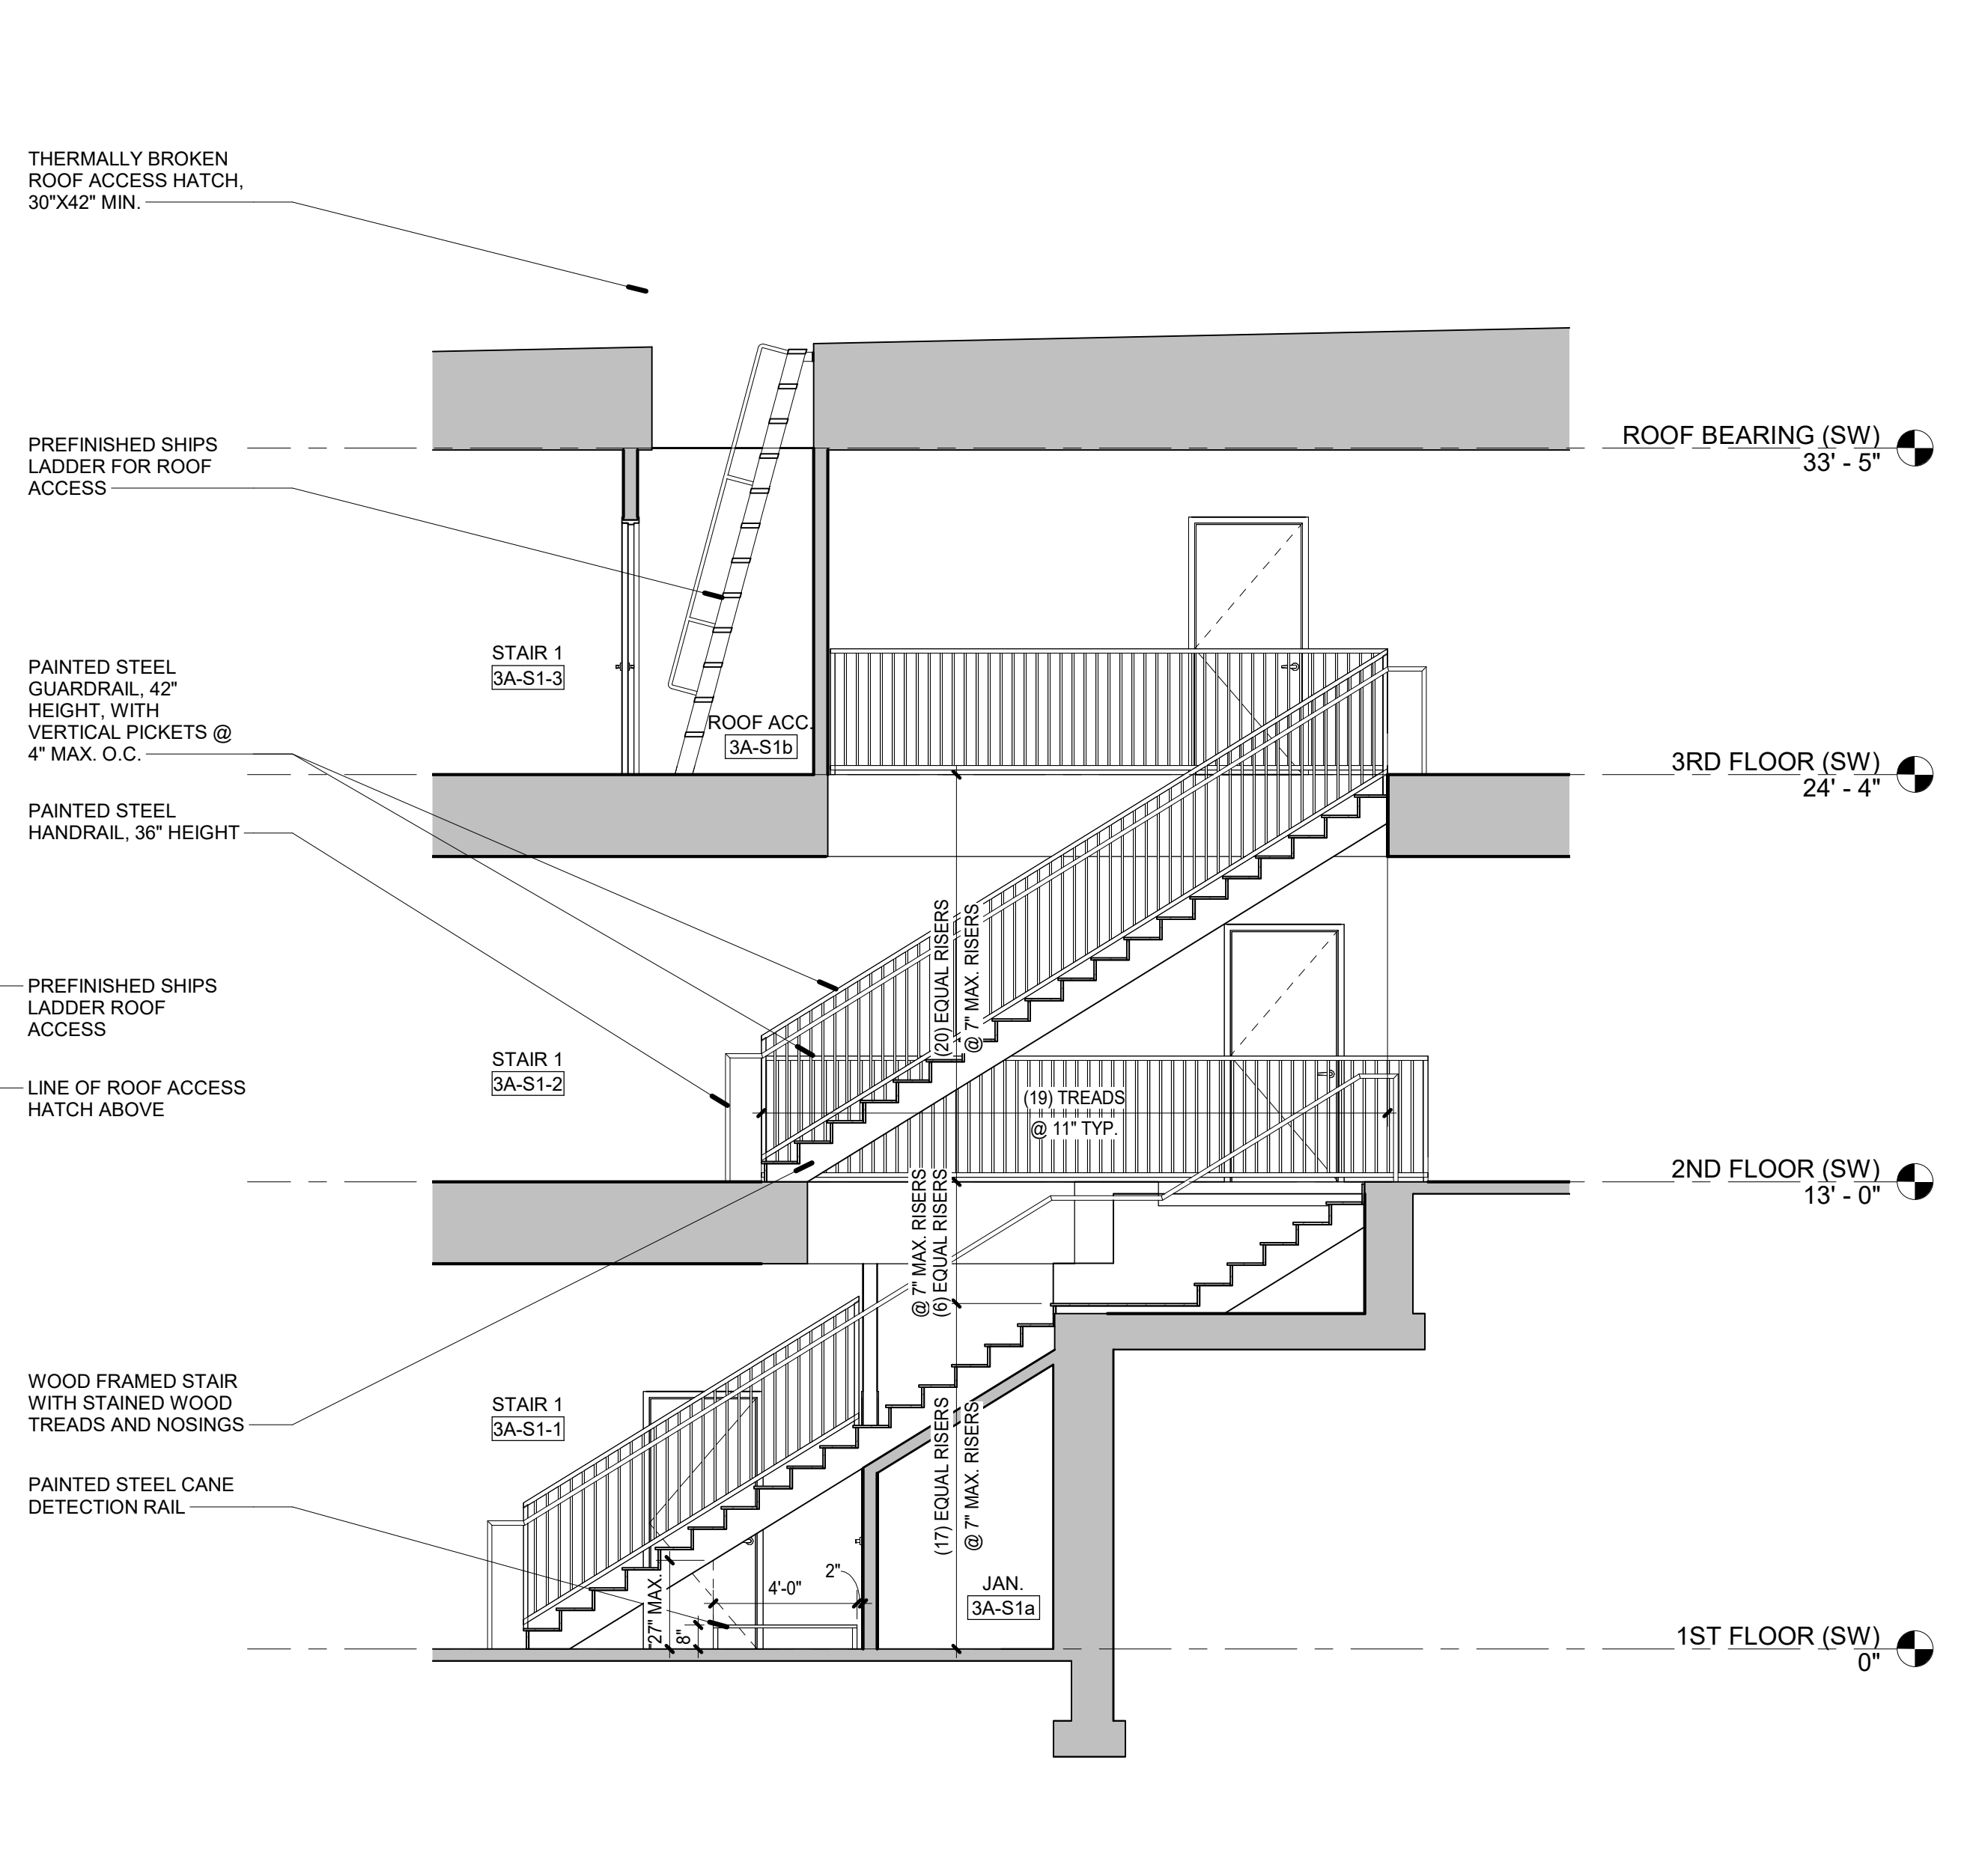 THERMALLY BROKEN
ROOF ACCESS HATCH,
30"X42" MIN.
PREFINISHED SHIPS
LADDER FOR ROOF
ACCESS
ROOF BEARING (SW)
33' - 5"
STAIR 1
3A-S1-3
PAINTED STEEL
GUARDRAIL, 42"
HEIGHT, WITH
VERTICAL PICKETS @
4" MAX. O.C.
ROOF ACC.
3A-S1b
3RD FLOOR (SW)
24' - 4"
PAINTED STEEL
HANDRAIL, 36" HEIGHT
(20) EQUAL RISERS
@ 7" MAX. RISERS
PREFINISHED SHIPS
LADDER ROOF
ACCESS
STAIR 1
3A-S1-2
LINE OF ROOF ACCESS
HATCH ABOVE
(19) TREADS
@ 11" TYP.
2ND FLOOR (SW)
13' - 0"
@ 7" MAX. RISERS
(6) EQUAL RISERS
WOOD FRAMED STAIR
WITH STAINED WOOD
TREADS AND NOSINGS
STAIR 1
3A-S1-1
(17) EQUAL RISERS
@ 7" MAX. RISERS
PAINTED STEEL CANE
DETECTION RAIL
27" MAX.
8"
4'-0"
2"
JAN.
3A-S1a
1ST FLOOR (SW)
0"